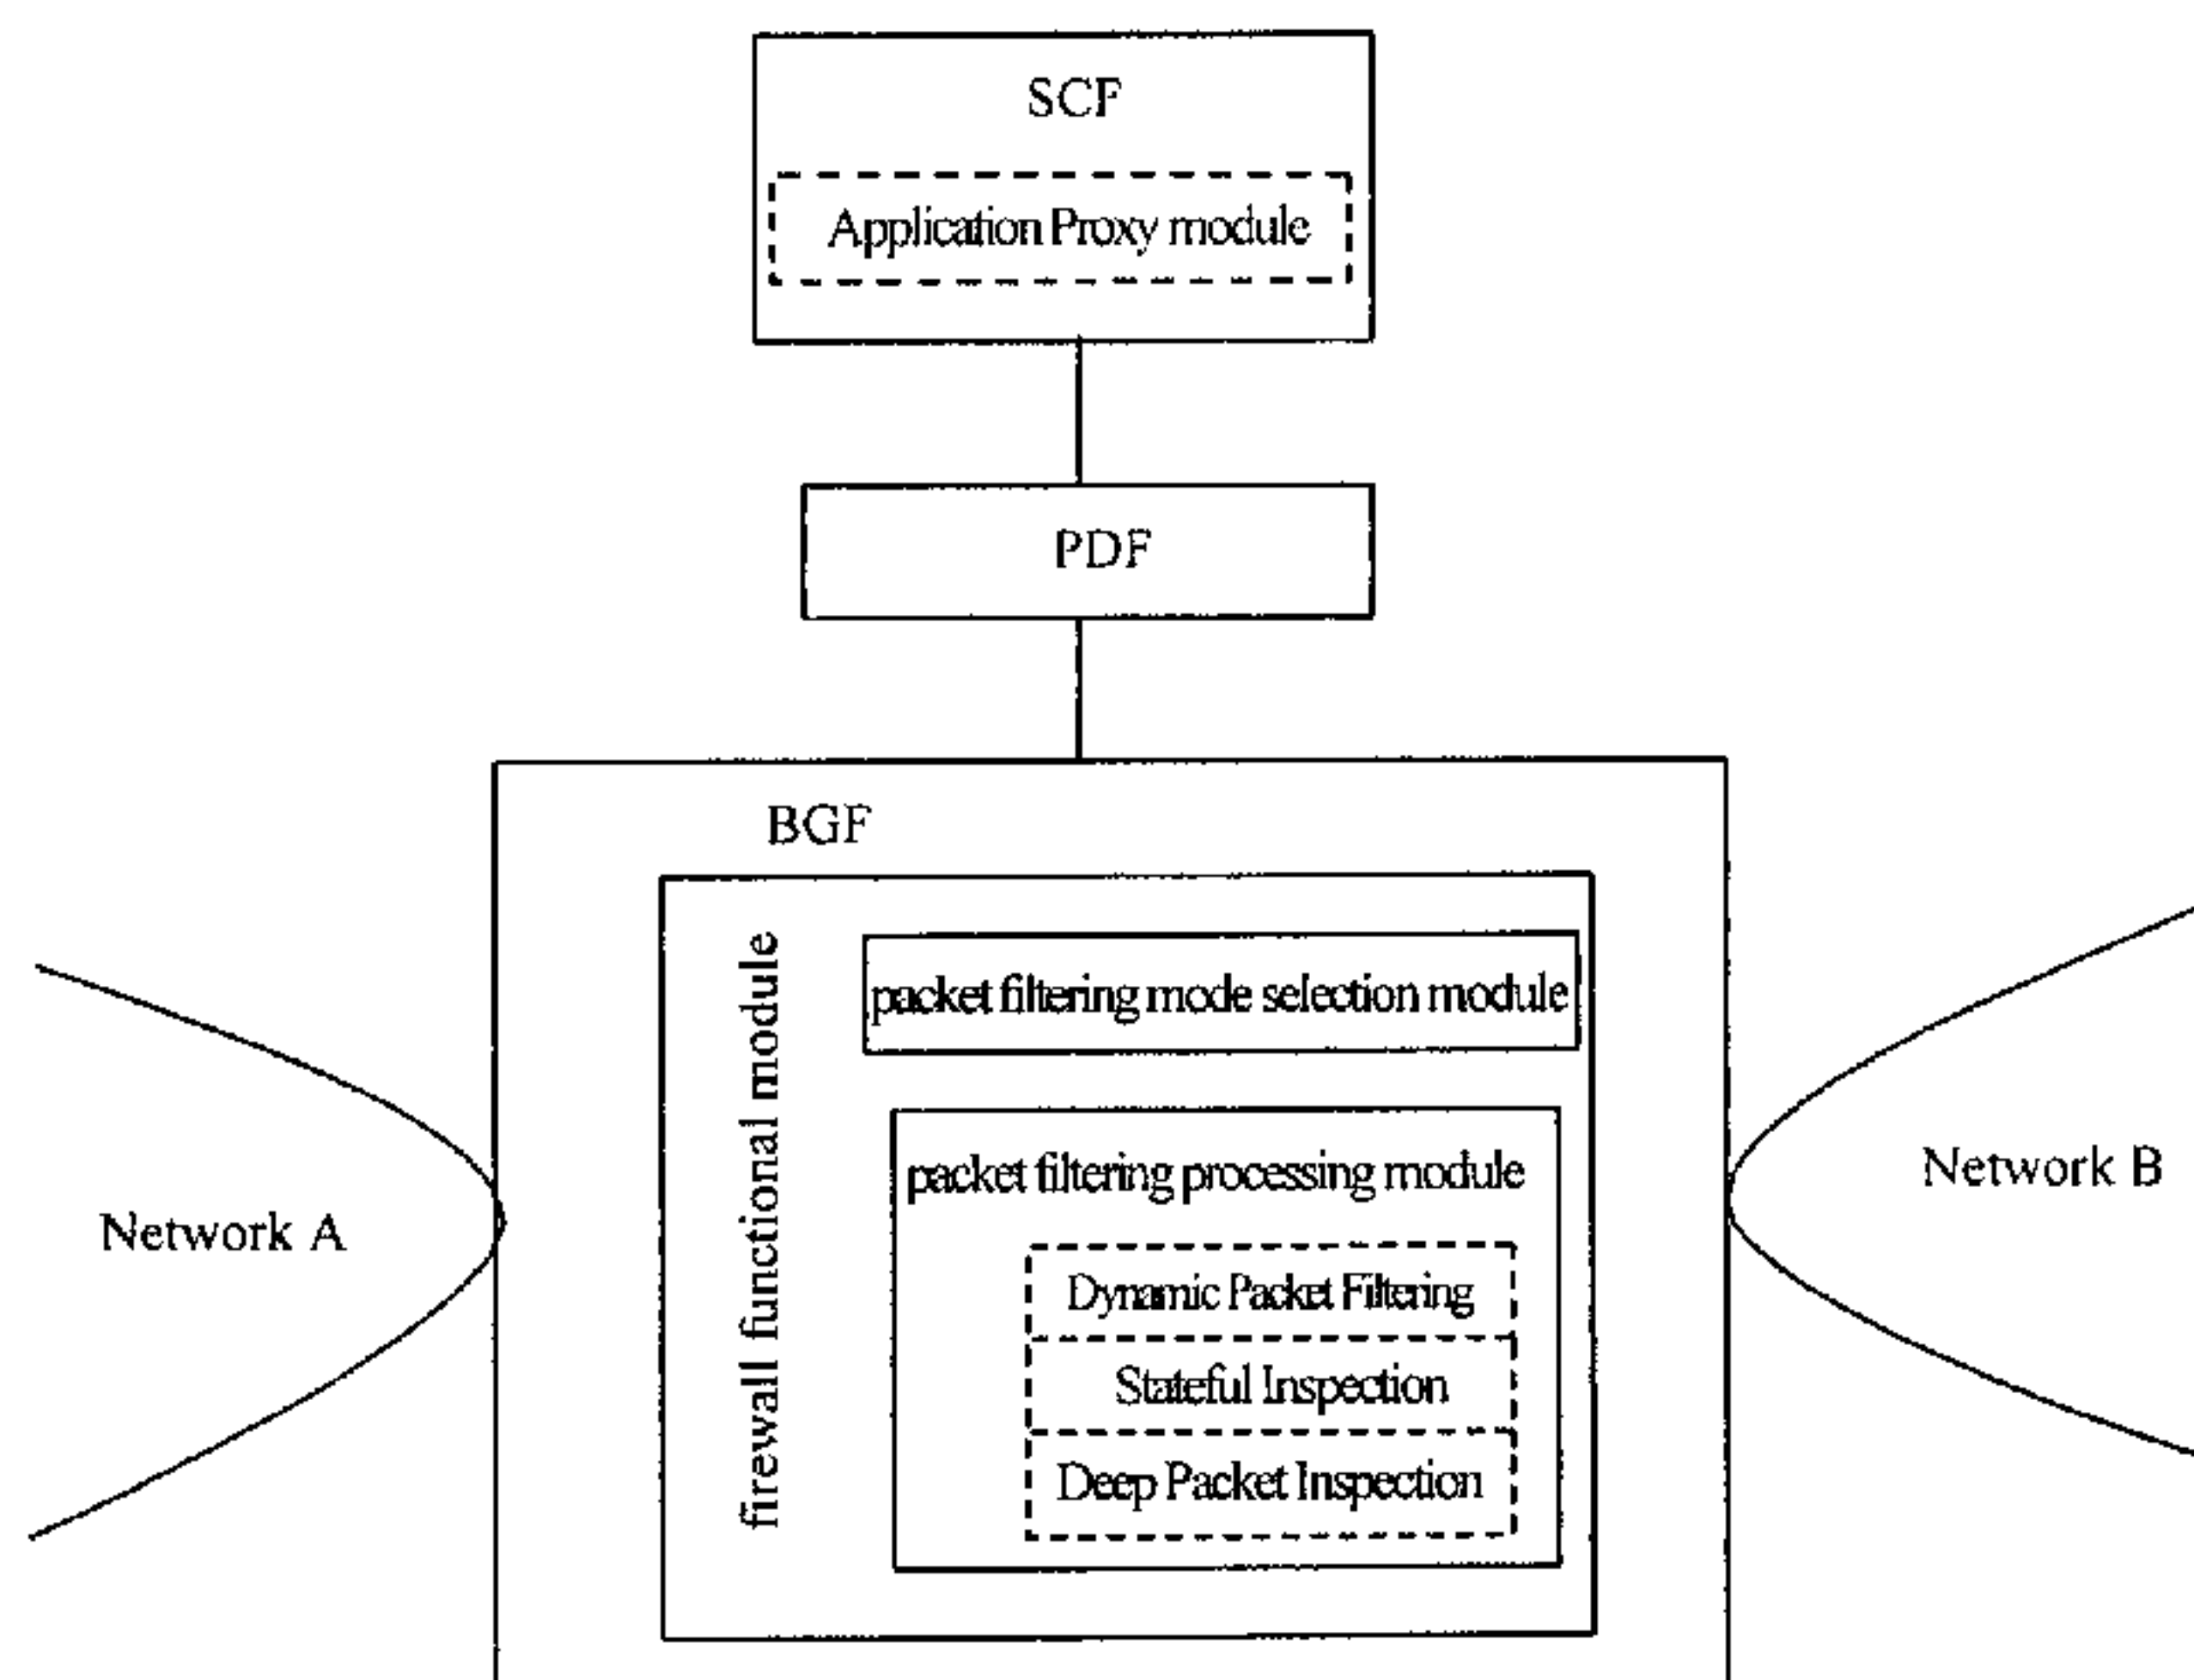 SCF
Application Proxy module
PDF
BGF
firewall functional module
packet filtering mode selection module
packet filtering processing module
Dynamic Packet Filtering
Stateful Inspection
Deep Packet Inspection
Network A
Network B